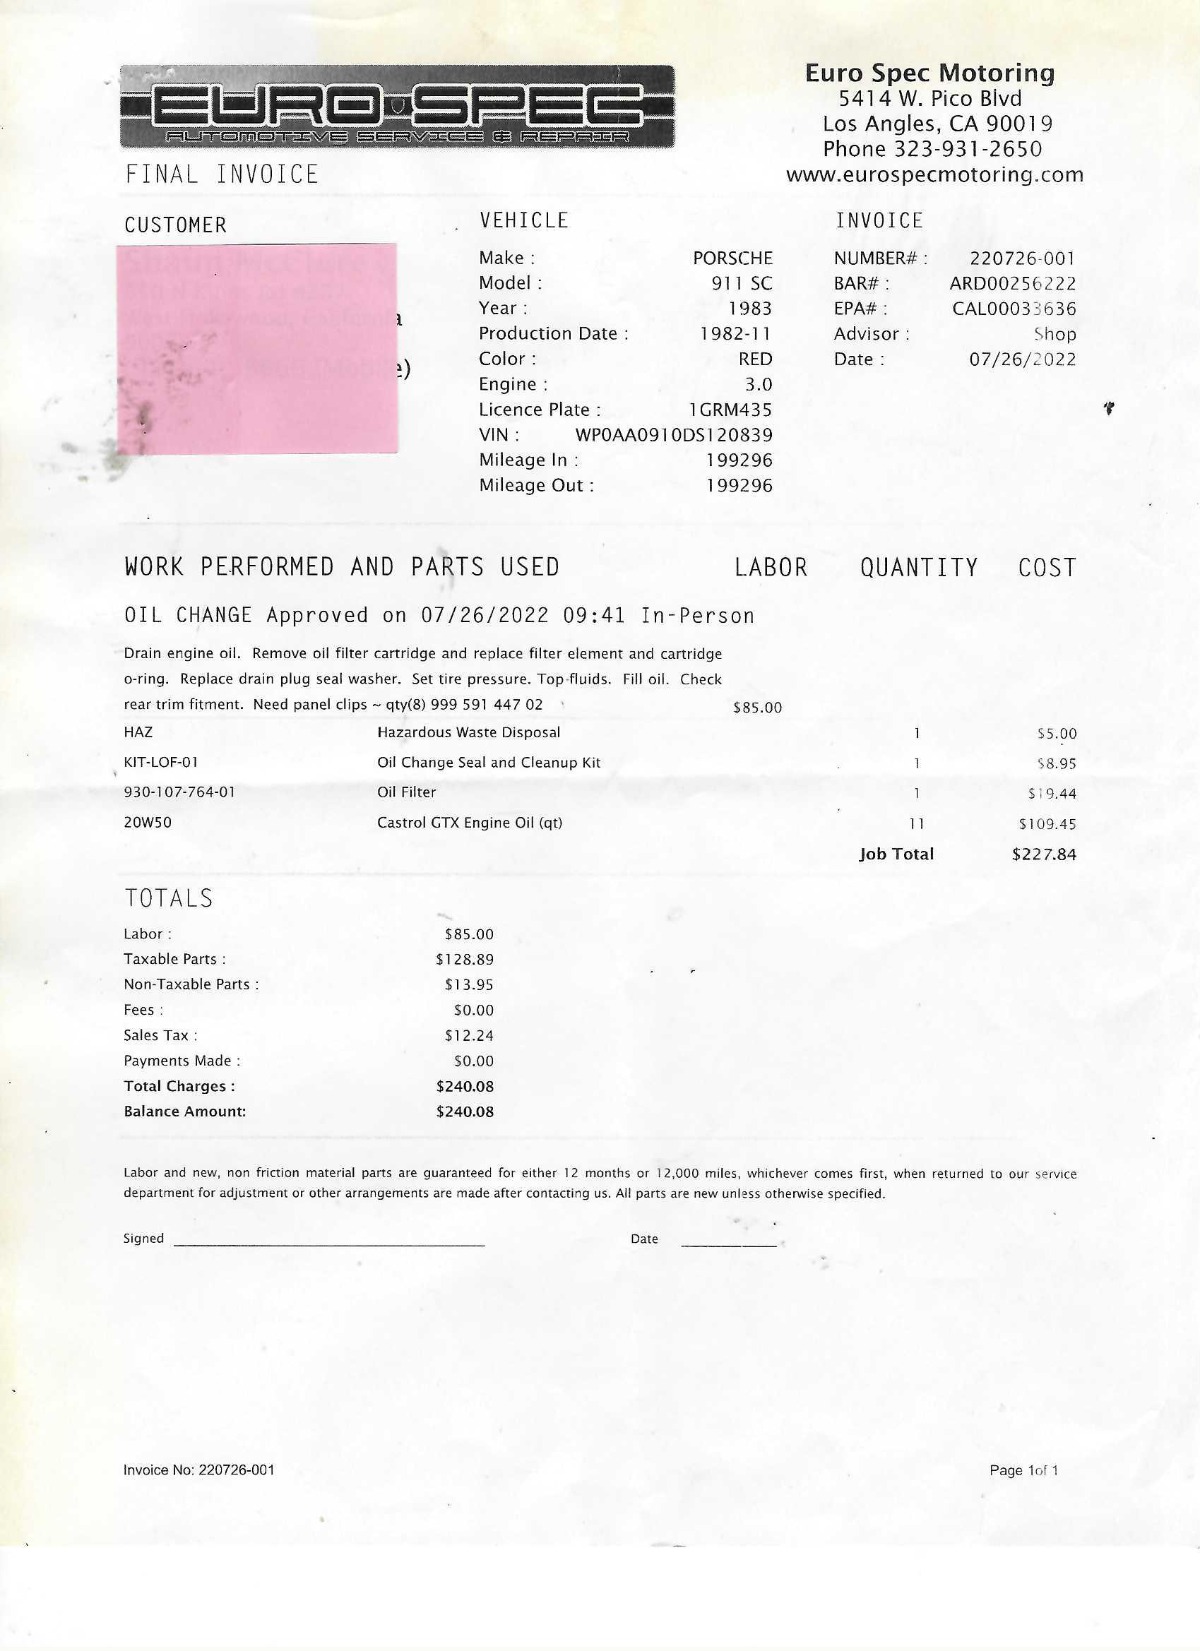 EURO SPEC
AUTOMOTIVE SERVICE & REPAIR
Euro Spec Motoring
5414 W. Pico Blvd
Los Angles, CA 90019
Phone 323-931-2650
www.eurospecmotoring.com
FINAL INVOICE
CUSTOMER
a
e)
VEHICLE
Make : PORSCHE
Model : 911 SC
Year : 1983
Production Date : 1982-11
Color : RED
Engine : 3.0
Licence Plate : 1GRM435
VIN : WP0AA0910DS120839
Mileage In : 199296
Mileage Out : 199296
INVOICE
NUMBER# : 220726-001
BAR# : ARD00256222
EPA# : CAL00033636
Advisor : Shop
Date : 07/26/2022
WORK PERFORMED AND PARTS USED LABOR QUANTITY COST
OIL CHANGE Approved on 07/26/2022 09:41 In-Person
Drain engine oil. Remove oil filter cartridge and replace filter element and cartridge
o-ring. Replace drain plug seal washer. Set tire pressure. Top-fluids. Fill oil. Check
rear trim fitment. Need panel clips ~ qty(8) 999 591 447 02 $85.00
HAZ Hazardous Waste Disposal 1 $5.00
KIT-LOF-01 Oil Change Seal and Cleanup Kit 1 $8.95
930-107-764-01 Oil Filter 1 $19.44
20W50 Castrol GTX Engine Oil (qt) 11 $109.45
Job Total $227.84
TOTALS
Labor : $85.00
Taxable Parts : $128.89
Non-Taxable Parts : $13.95
Fees : $0.00
Sales Tax : $12.24
Payments Made : $0.00
Total Charges : $240.08
Balance Amount: $240.08
Labor and new, non friction material parts are guaranteed for either 12 months or 12,000 miles, whichever comes first, when returned to our service
department for adjustment or other arrangements are made after contacting us. All parts are new unless otherwise specified.
Signed Date
Invoice No: 220726-001 Page 1of 1